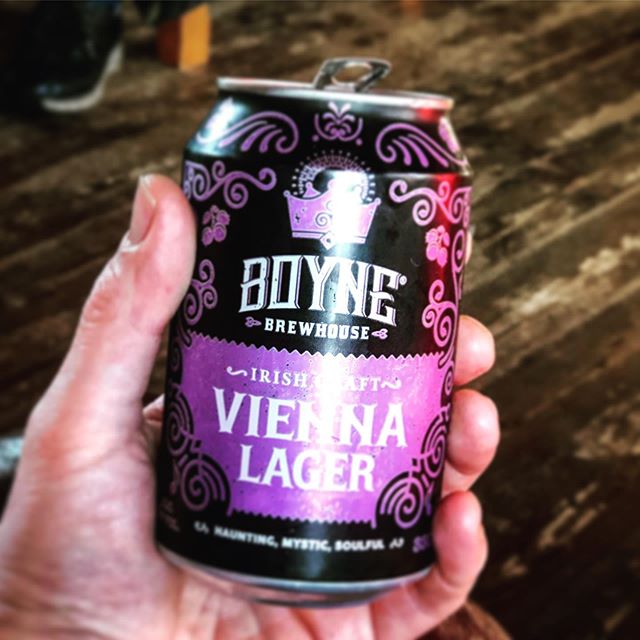 BOYNE®
BREWHOUSE
IRISH CRAFT
VIENNA
LAGER
HAUNTING, MYSTIC, SOULFUL